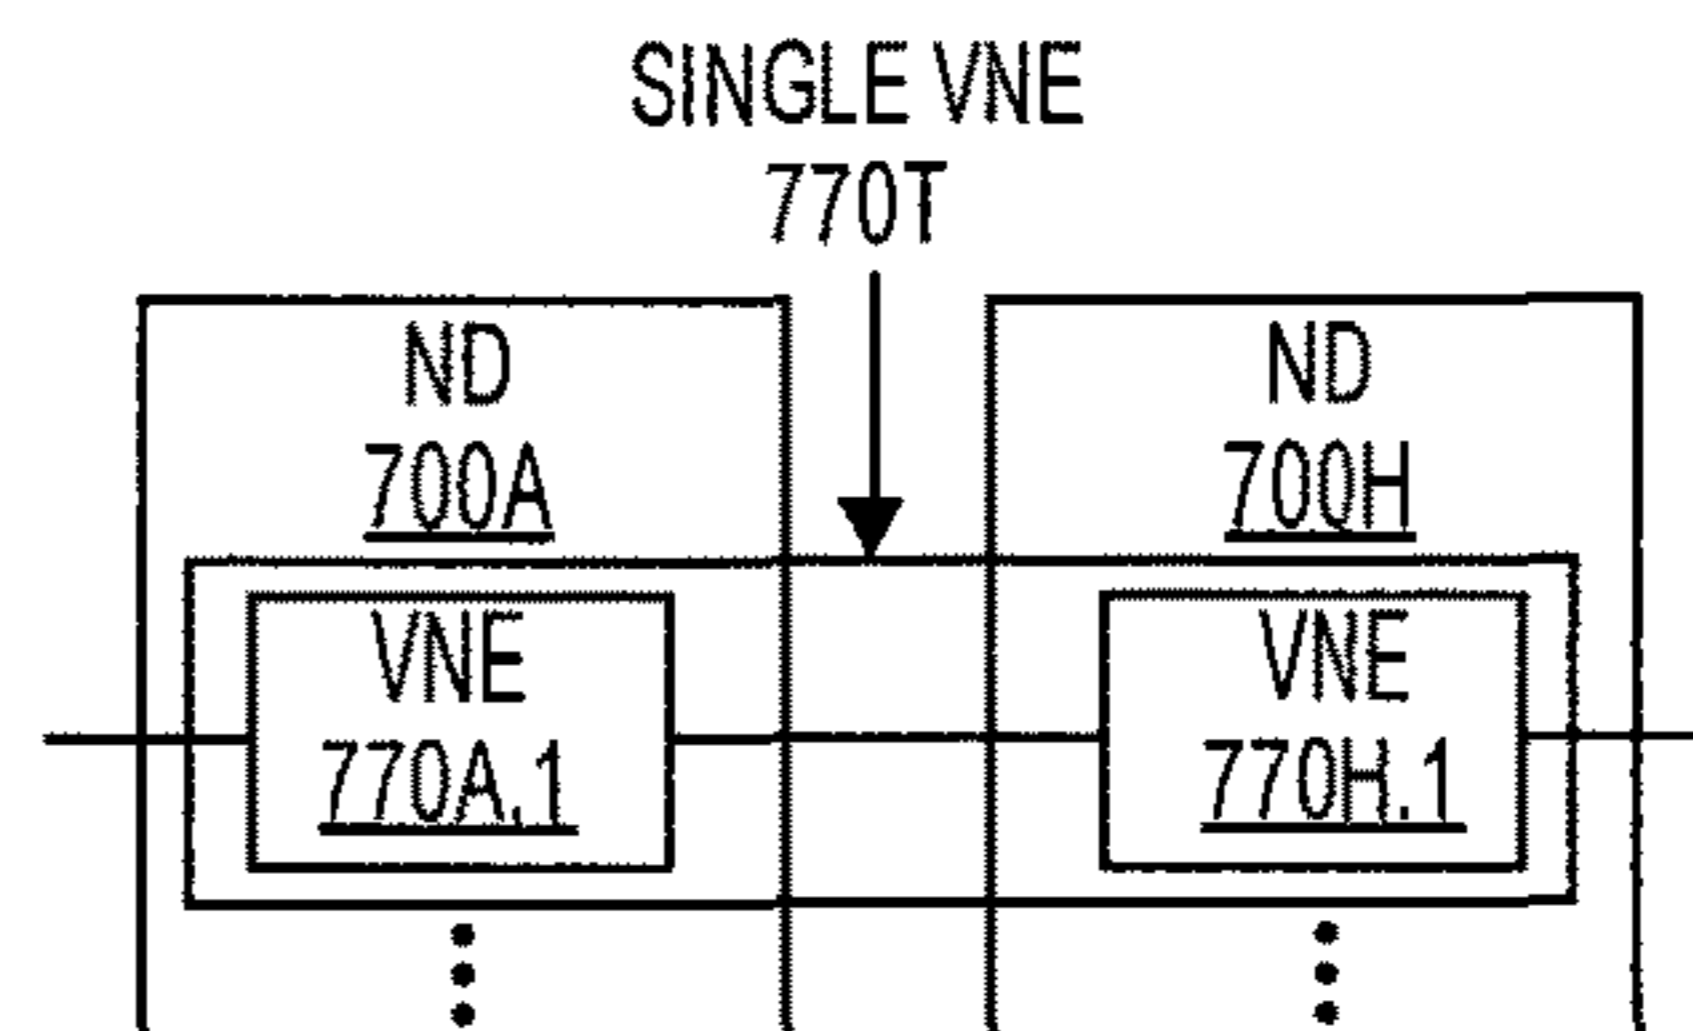 SINGLE VNE
770T
ND
700A
ND
700H
VNE
770A.1
VNE
770H.1